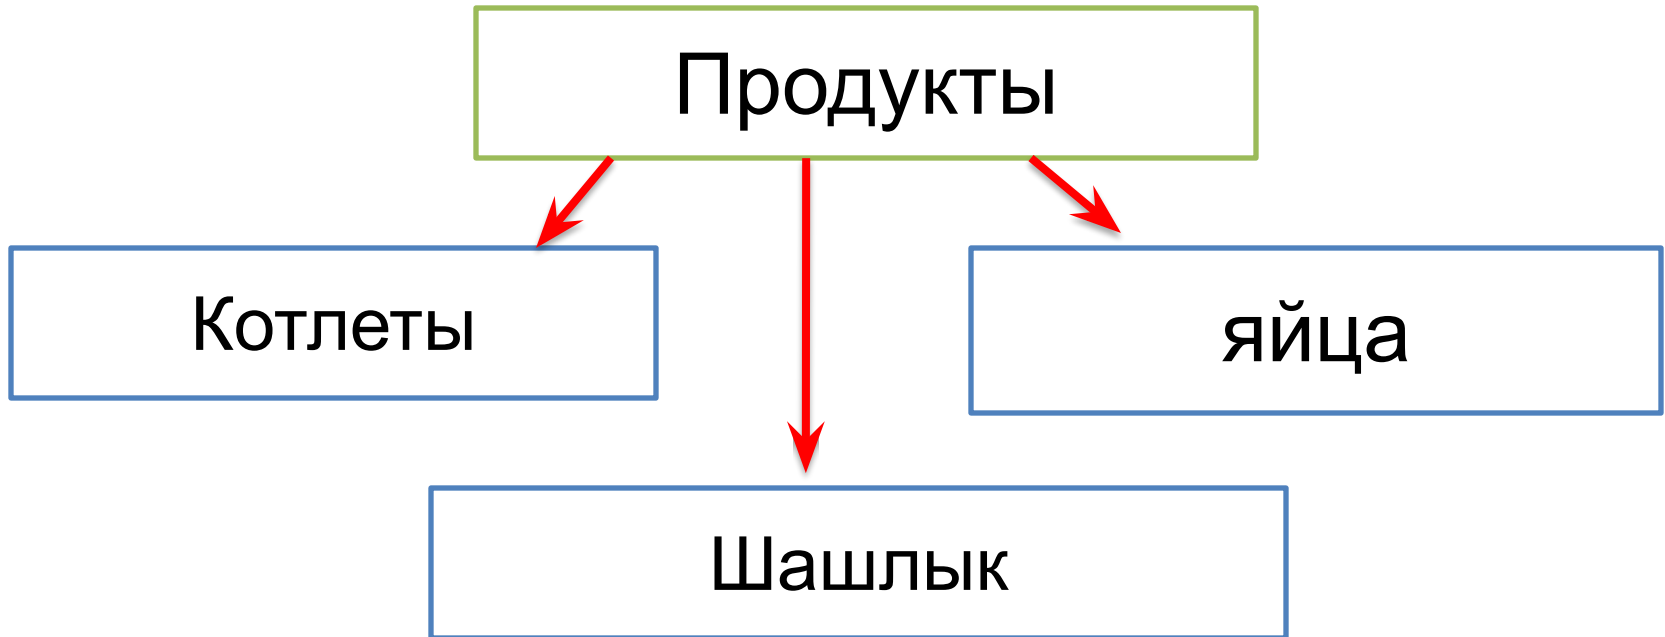 Продукты
Котлеты
яйца
Шашлык